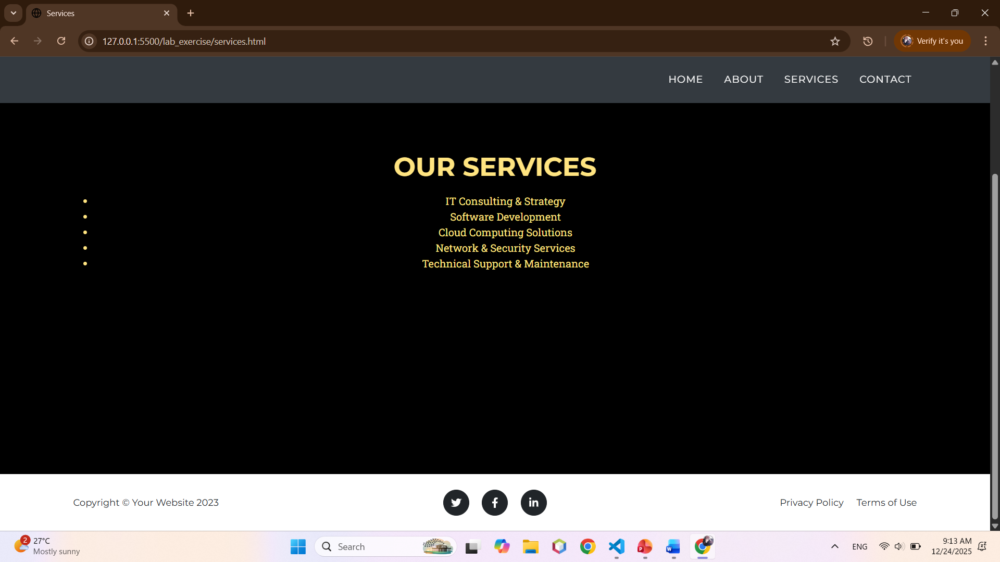 Services
127.0.0.1:5500/lab_exercise/services.html
Verify it's you
HOME ABOUT SERVICES CONTACT
OUR SERVICES
• IT Consulting & Strategy
• Software Development
• Cloud Computing Solutions
• Network & Security Services
• Technical Support & Maintenance
Copyright © Your Website 2023
Privacy Policy Terms of Use
2
27°C
Mostly sunny
Search
ENG
9:13 AM
12/24/2025